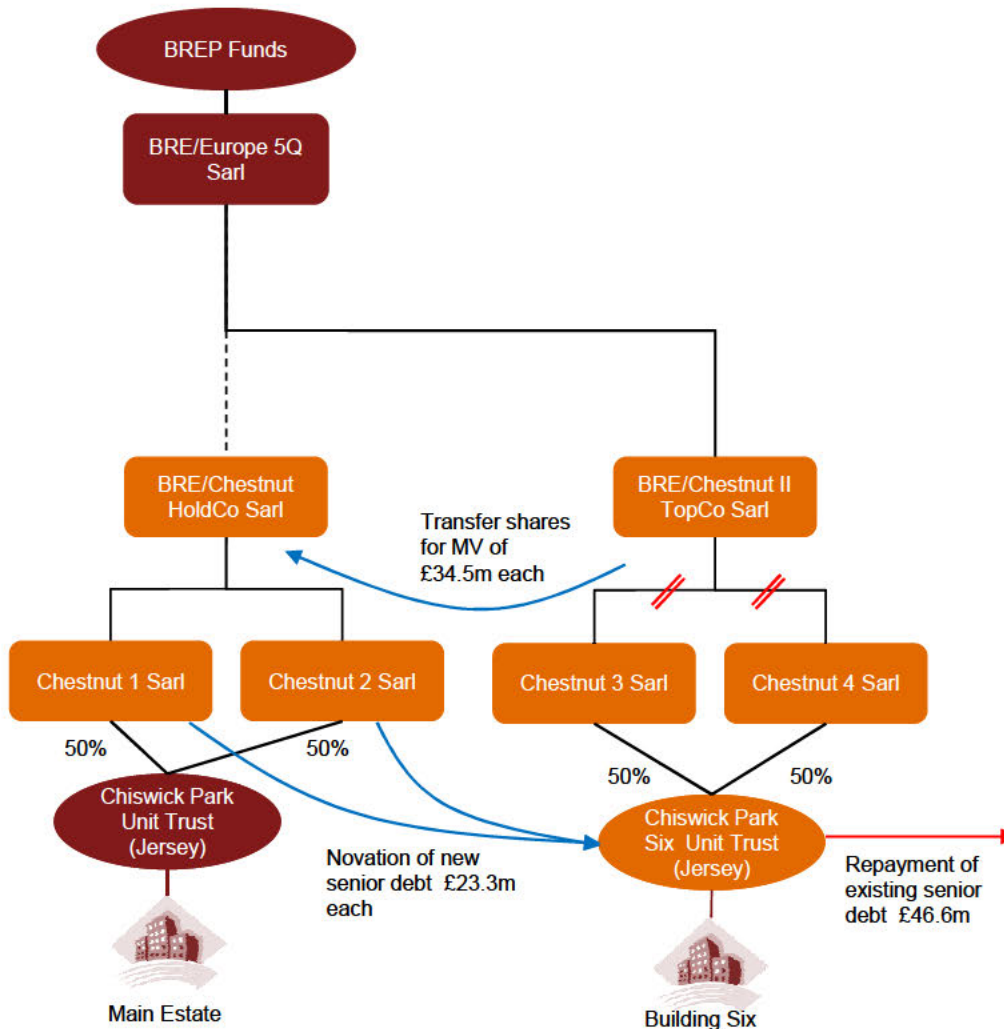 BREP Funds
BRE/Europe 5Q
Sarl
BRE/Chestnut
HoldCo Sarl
BRE/Chestnut II
TopCo Sarl
Transfer shares
for MV of
£34.5m each
Chestnut 1 Sarl
Chestnut 2 Sarl
Chestnut 3 Sarl
Chestnut 4 Sarl
50%
50%
50%
50%
Chiswick Park
Unit Trust
(Jersey)
Novation of new
senior debt £23.3m
each
Chiswick Park
Six Unit Trust
(Jersey)
Repayment of
existing senior
debt £46.6m
Main Estate
Building Six